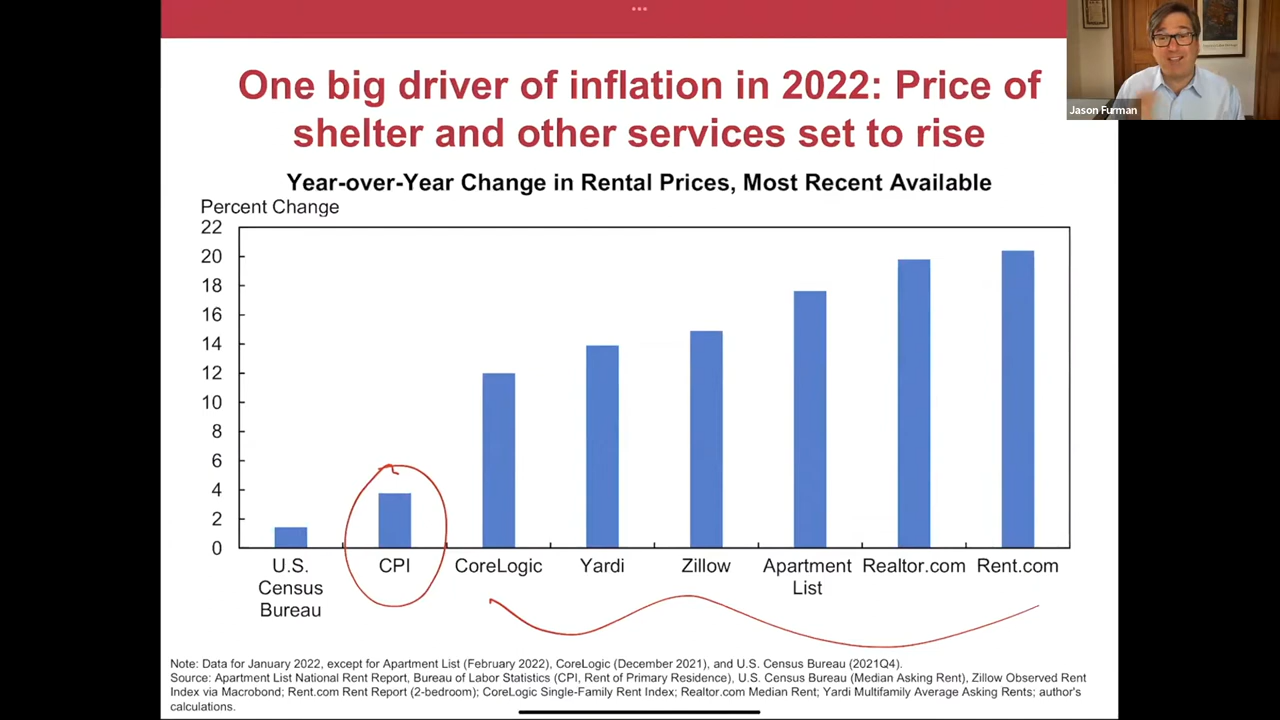 One big driver of inflation in 2022: Price of
shelter and other services set to rise
Jason Furman
Year-over-Year Change in Rental Prices, Most Recent Available
Percent Change
22
20
18
16
14
12
10
8
6
4
2
0
U.S. Census Bureau
CPI
CoreLogic
Yardi
Zillow
Apartment List
Realtor.com
Rent.com
Note: Data for January 2022, except for Apartment List (February 2022), CoreLogic (December 2021), and U.S. Census Bureau (2021Q4).
Source: Apartment List National Rent Report, Bureau of Labor Statistics (CPI, Rent of Primary Residence), U.S. Census Bureau (Median Asking Rent), Zillow Observed Rent
Index via Macrobond; Rent.com Rent Report (2-bedroom); CoreLogic Single-Family Rent Index; Realtor.com Median Rent; Yardi Multifamily Average Asking Rents; author's
calculations.